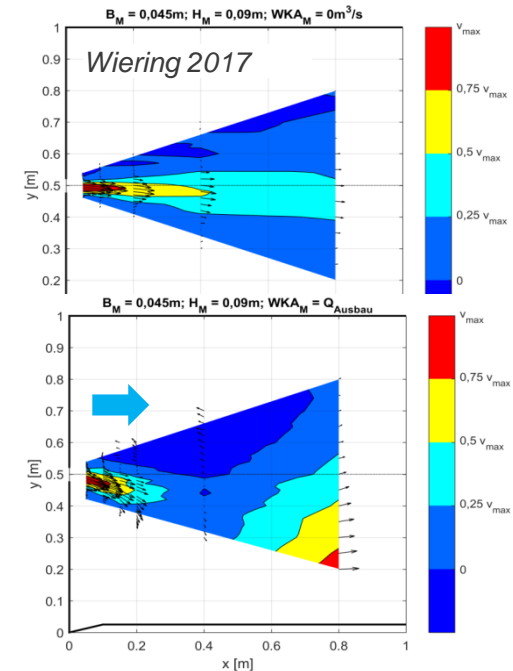 B_M = 0,045m; H_M = 0,09m; WKA_M = 0m³/s
Wiering 2017
y [m]
1
0.9
0.8
0.7
0.6
0.5
0.4
0.3
0.2
v_max
0,75 v_max
0,5 v_max
0,25 v_max
0
B_M = 0,045m; H_M = 0,09m; WKA_M = Q_Ausbau
y [m]
1
0.9
0.8
0.7
0.6
0.5
0.4
0.3
0.2
0.1
0
0 0.2 0.4 0.6 0.8 1
x [m]
v_max
0,75 v_max
0,5 v_max
0,25 v_max
0